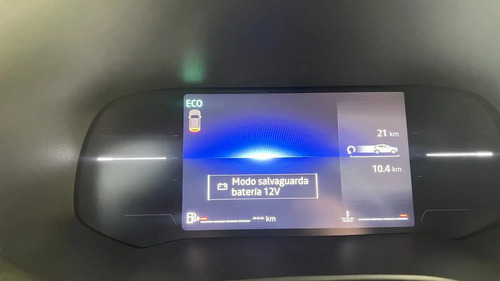 ECO
21 km
10.4 km
Modo salvaguarda
batería 12V
--- km